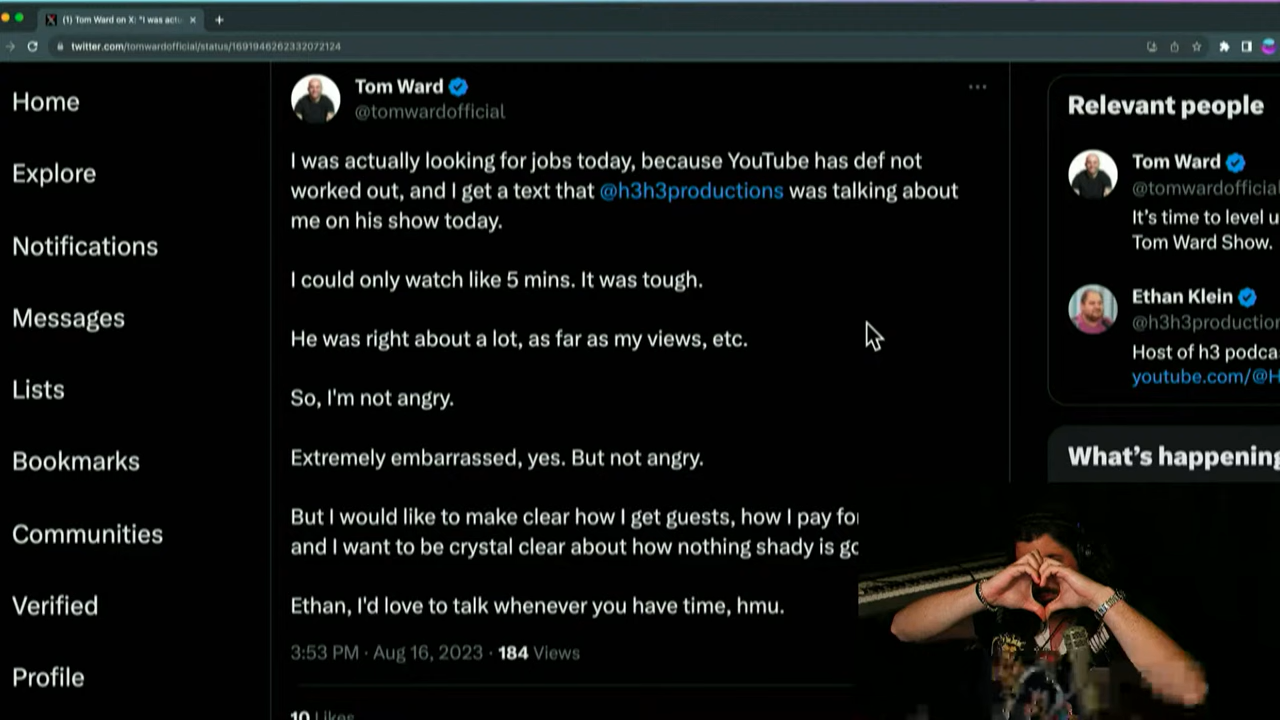 (1) Tom Ward on X: "I was actu
twitter.com/tomwardofficial/status/1691946262332072124
Home
Explore
Notifications
Messages
Lists
Bookmarks
Communities
Verified
Profile
Tom Ward
@tomwardofficial
I was actually looking for jobs today, because YouTube has def not
worked out, and I get a text that @h3h3productions was talking about
me on his show today.
I could only watch like 5 mins. It was tough.
He was right about a lot, as far as my views, etc.
So, I'm not angry.
Extremely embarrassed, yes. But not angry.
But I would like to make clear how I get guests, how I pay for
and I want to be crystal clear about how nothing shady is go
Ethan, I'd love to talk whenever you have time, hmu.
3:53 PM · Aug 16, 2023 · 184 Views
10 Likes
Relevant people
Tom Ward
@tomwardofficia
It's time to level u
Tom Ward Show.
Ethan Klein
@h3h3production
Host of h3 podca
youtube.com/@H
What's happening